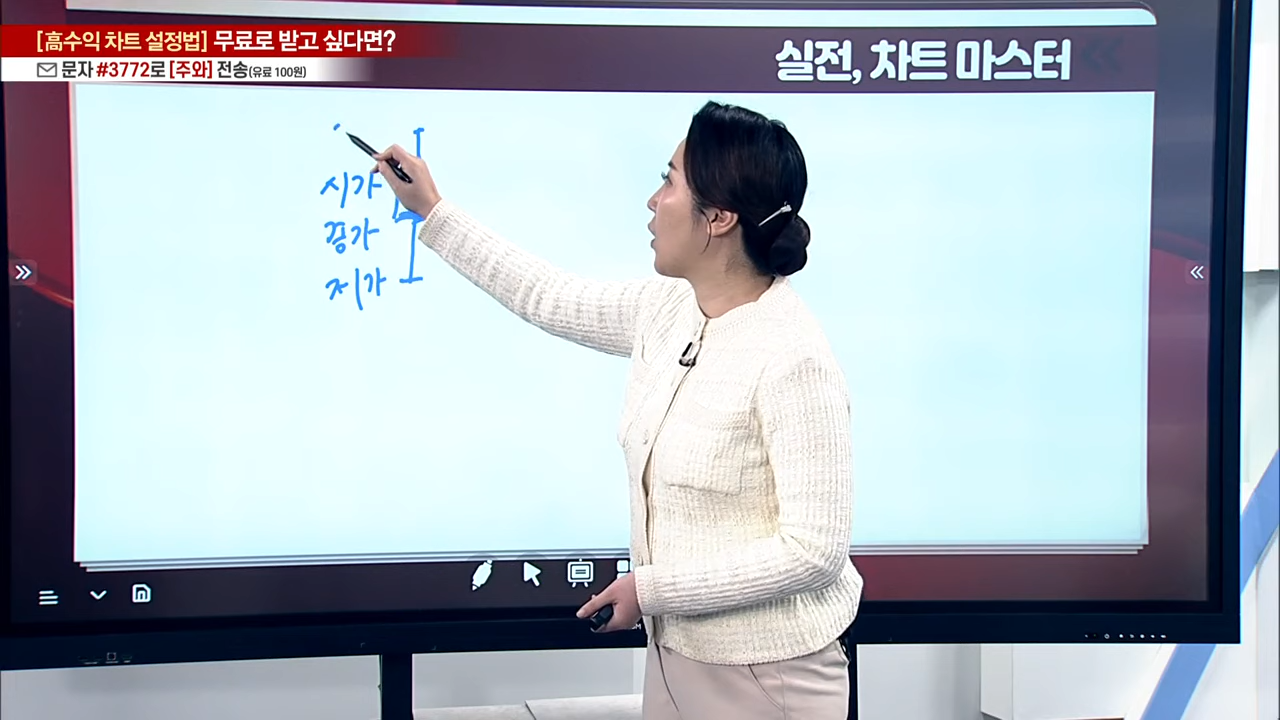 [高수익 차트 설정법] 무료로 받고 싶다면?
문자 #3772로 [주와] 전송(유료 100원)
실전, 차트 마스터
시가
종가
저가